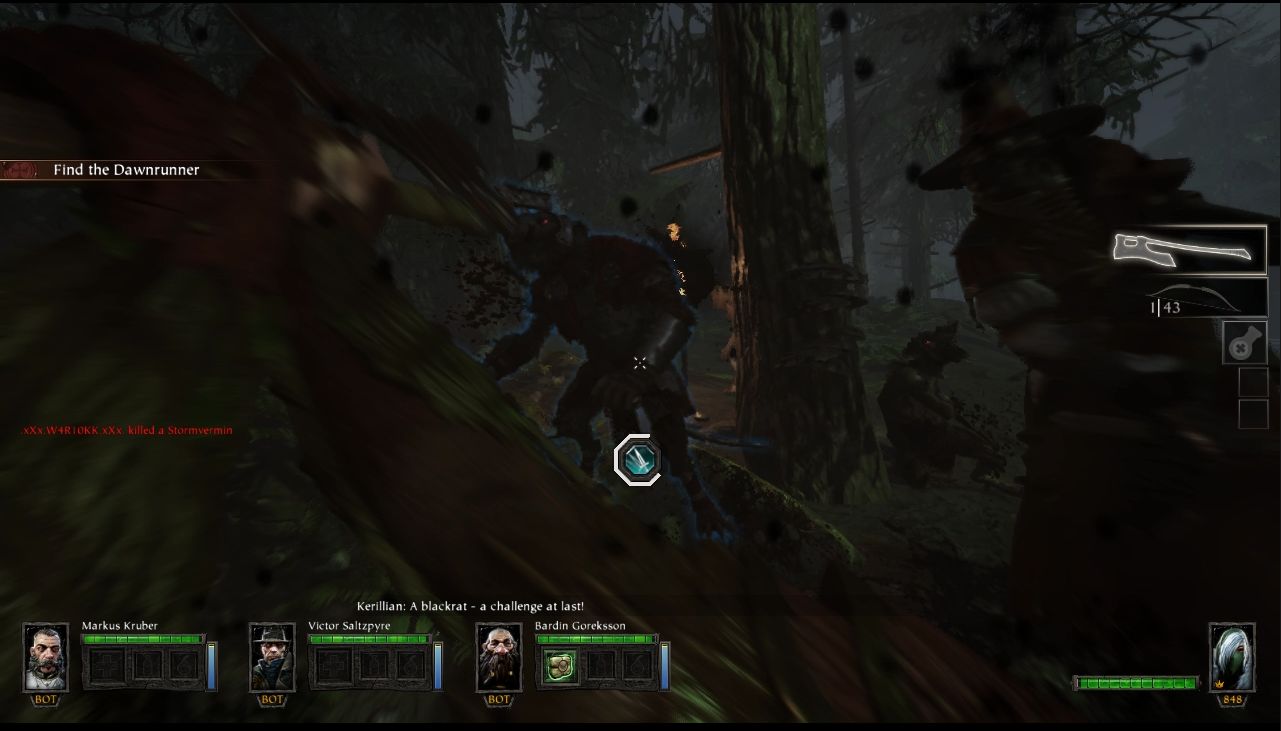 Find the Dawnrunner
1|43
.xXx.W4R10KK.xXx. killed a Stormvermin
Kerillian: A blackrat - a challenge at last!
Markus Kruber
Victor Saltzpyre
Bardin Goreksson
BOT
BOT
BOT
848